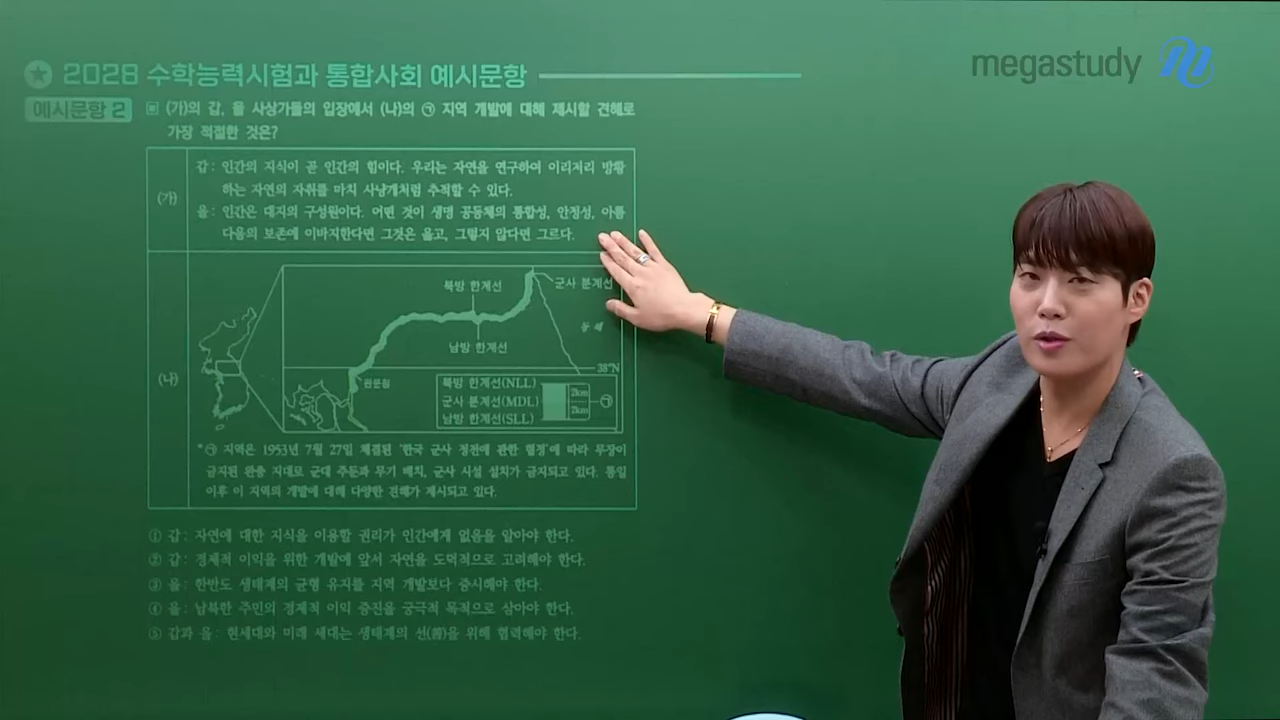 megastudy
2028 수학능력시험과 통합사회 예시문항
예시문항 2
(가)의 갑, 을 사상가들의 입장에서 (나)의 ㉠ 지역 개발에 대해 제시할 견해로
가장 적절한 것은?
(가)
갑 : 인간의 지식이 곧 인간의 힘이다. 우리는 자연을 연구하여 이리저리 방황
하는 자연의 자취를 마치 사냥개처럼 추적할 수 있다.
을 : 인간은 대지의 구성원이다. 어떤 것이 생명 공동체의 통합성, 안정성, 아름
다움의 보존에 이바지한다면 그것은 옳고, 그렇지 않다면 그르다.
(나)
북방 한계선
군사 분계선
동해
남방 한계선
38°N
판문점
북방 한계선(NLL)
군사 분계선(MDL)
남방 한계선(SLL)
2km
2km
㉠
* ㉠ 지역은 1953년 7월 27일 체결된 '한국 군사 정전에 관한 협정'에 따라 무장이
금지된 완충 지대로 군대 주둔과 무기 배치, 군사 시설 설치가 금지되고 있다. 통일
이후 이 지역의 개발에 대해 다양한 견해가 제시되고 있다.
① 갑 : 자연에 대한 지식을 이용할 권리가 인간에게 없음을 알아야 한다.
② 갑 : 경제적 이익을 위한 개발에 앞서 자연을 도덕적으로 고려해야 한다.
③ 을 : 한반도 생태계의 균형 유지를 지역 개발보다 중시해야 한다.
④ 을 : 남북한 주민의 경제적 이익 증진을 궁극적 목적으로 삼아야 한다.
⑤ 갑과 을 : 현세대와 미래 세대는 생태계의 선(善)을 위해 협력해야 한다.